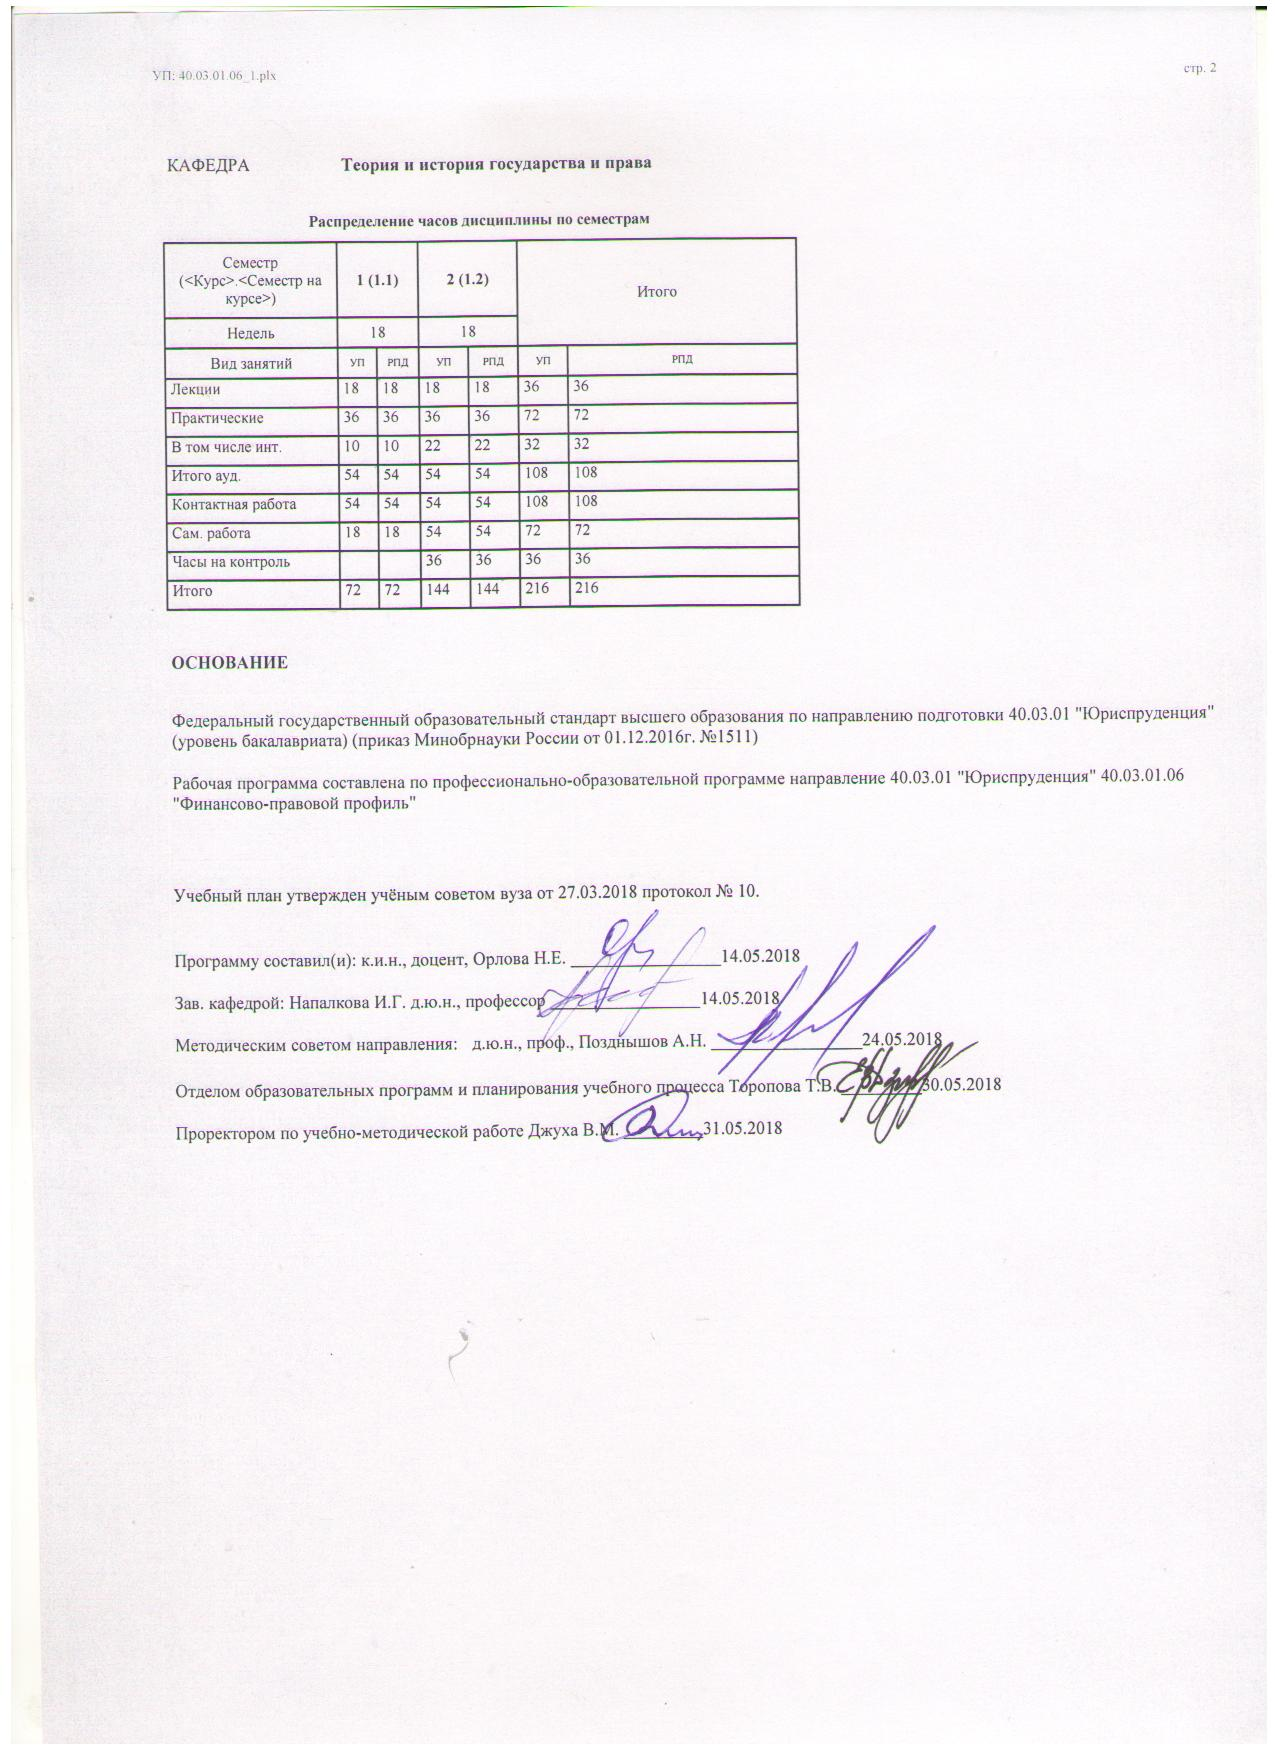 УП: 40.03.01.06_1.plx
стр. 2
КАФЕДРА Теория и история государства и права
Распределение часов дисциплины по семестрам
Семестр (<Курс>.<Семестр на курсе>) 1 (1.1) 2 (1.2) Итого
Недель 18 18
Вид занятий УП РПД УП РПД УП РПД
Лекции 18 18 18 18 36 36
Практические 36 36 36 36 72 72
В том числе инт. 10 10 22 22 32 32
Итого ауд. 54 54 54 54 108 108
Контактная работа 54 54 54 54 108 108
Сам. работа 18 18 54 54 72 72
Часы на контроль 36 36 36 36
Итого 72 72 144 144 216 216
ОСНОВАНИЕ
Федеральный государственный образовательный стандарт высшего образования по направлению подготовки 40.03.01 "Юриспруденция"
(уровень бакалавриата) (приказ Минобрнауки России от 01.12.2016г. №1511)
Рабочая программа составлена по профессионально-образовательной программе направление 40.03.01 "Юриспруденция" 40.03.01.06
"Финансово-правовой профиль"
Учебный план утвержден учёным советом вуза от 27.03.2018 протокол № 10.
Программу составил(и): к.и.н., доцент, Орлова Н.Е. _________________14.05.2018
Зав. кафедрой: Напалкова И.Г. д.ю.н., профессор _________________14.05.2018
Методическим советом направления: д.ю.н., проф., Позднышов А.Н. _________________24.05.2018
Отделом образовательных программ и планирования учебного процесса Торопова Т.В. _________30.05.2018
Проректором по учебно-методической работе Джуха В.М. _________31.05.2018